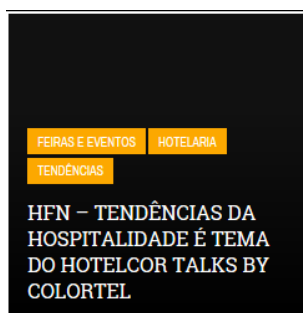 FEIRAS E EVENTOS HOTELARIA
TENDÊNCIAS
HFN – TENDÊNCIAS DA
HOSPITALIDADE É TEMA
DO HOTELCOR TALKS BY
COLORTEL